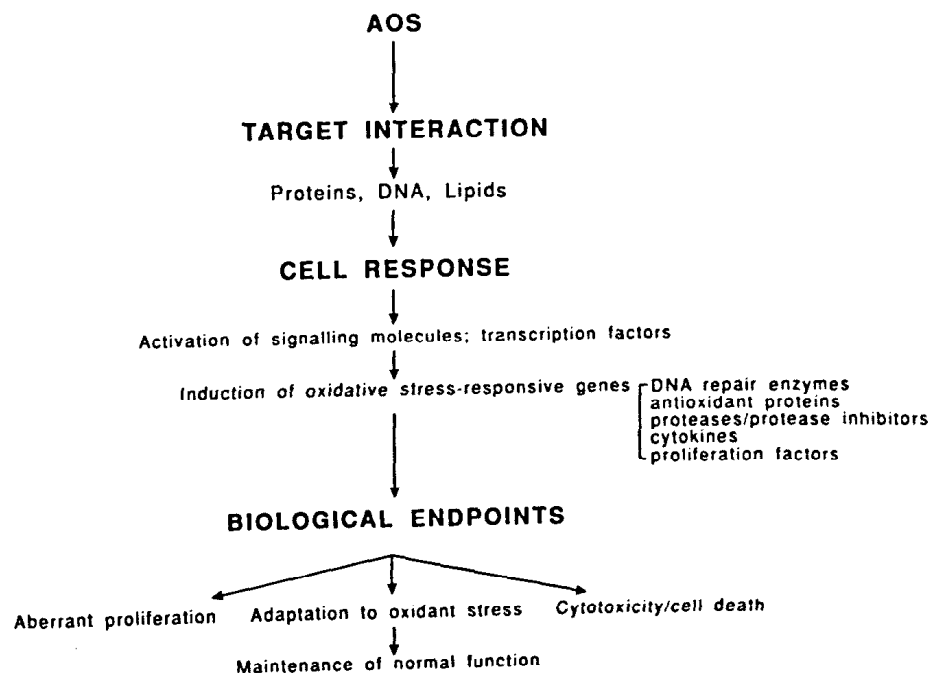 AOS
TARGET INTERACTION
Proteins, DNA, Lipids
CELL RESPONSE
Activation of signalling molecules; transcription factors
Induction of oxidative stress-responsive genes
DNA repair enzymes
antioxidant proteins
proteases/protease inhibitors
cytokines
proliferation factors
BIOLOGICAL ENDPOINTS
Aberrant proliferation
Adaptation to oxidant stress
Cytotoxicity/cell death
Maintenance of normal function